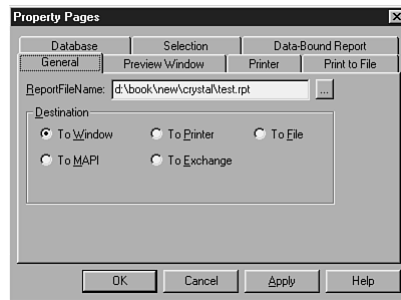 Property Pages
Database Selection Data-Bound Report
General Preview Window Printer Print to File
ReportFileName: d:\book\new\crystal\test.rpt ...
Destination
To Window To Printer To File
To MAPI To Exchange
OK Cancel Apply Help